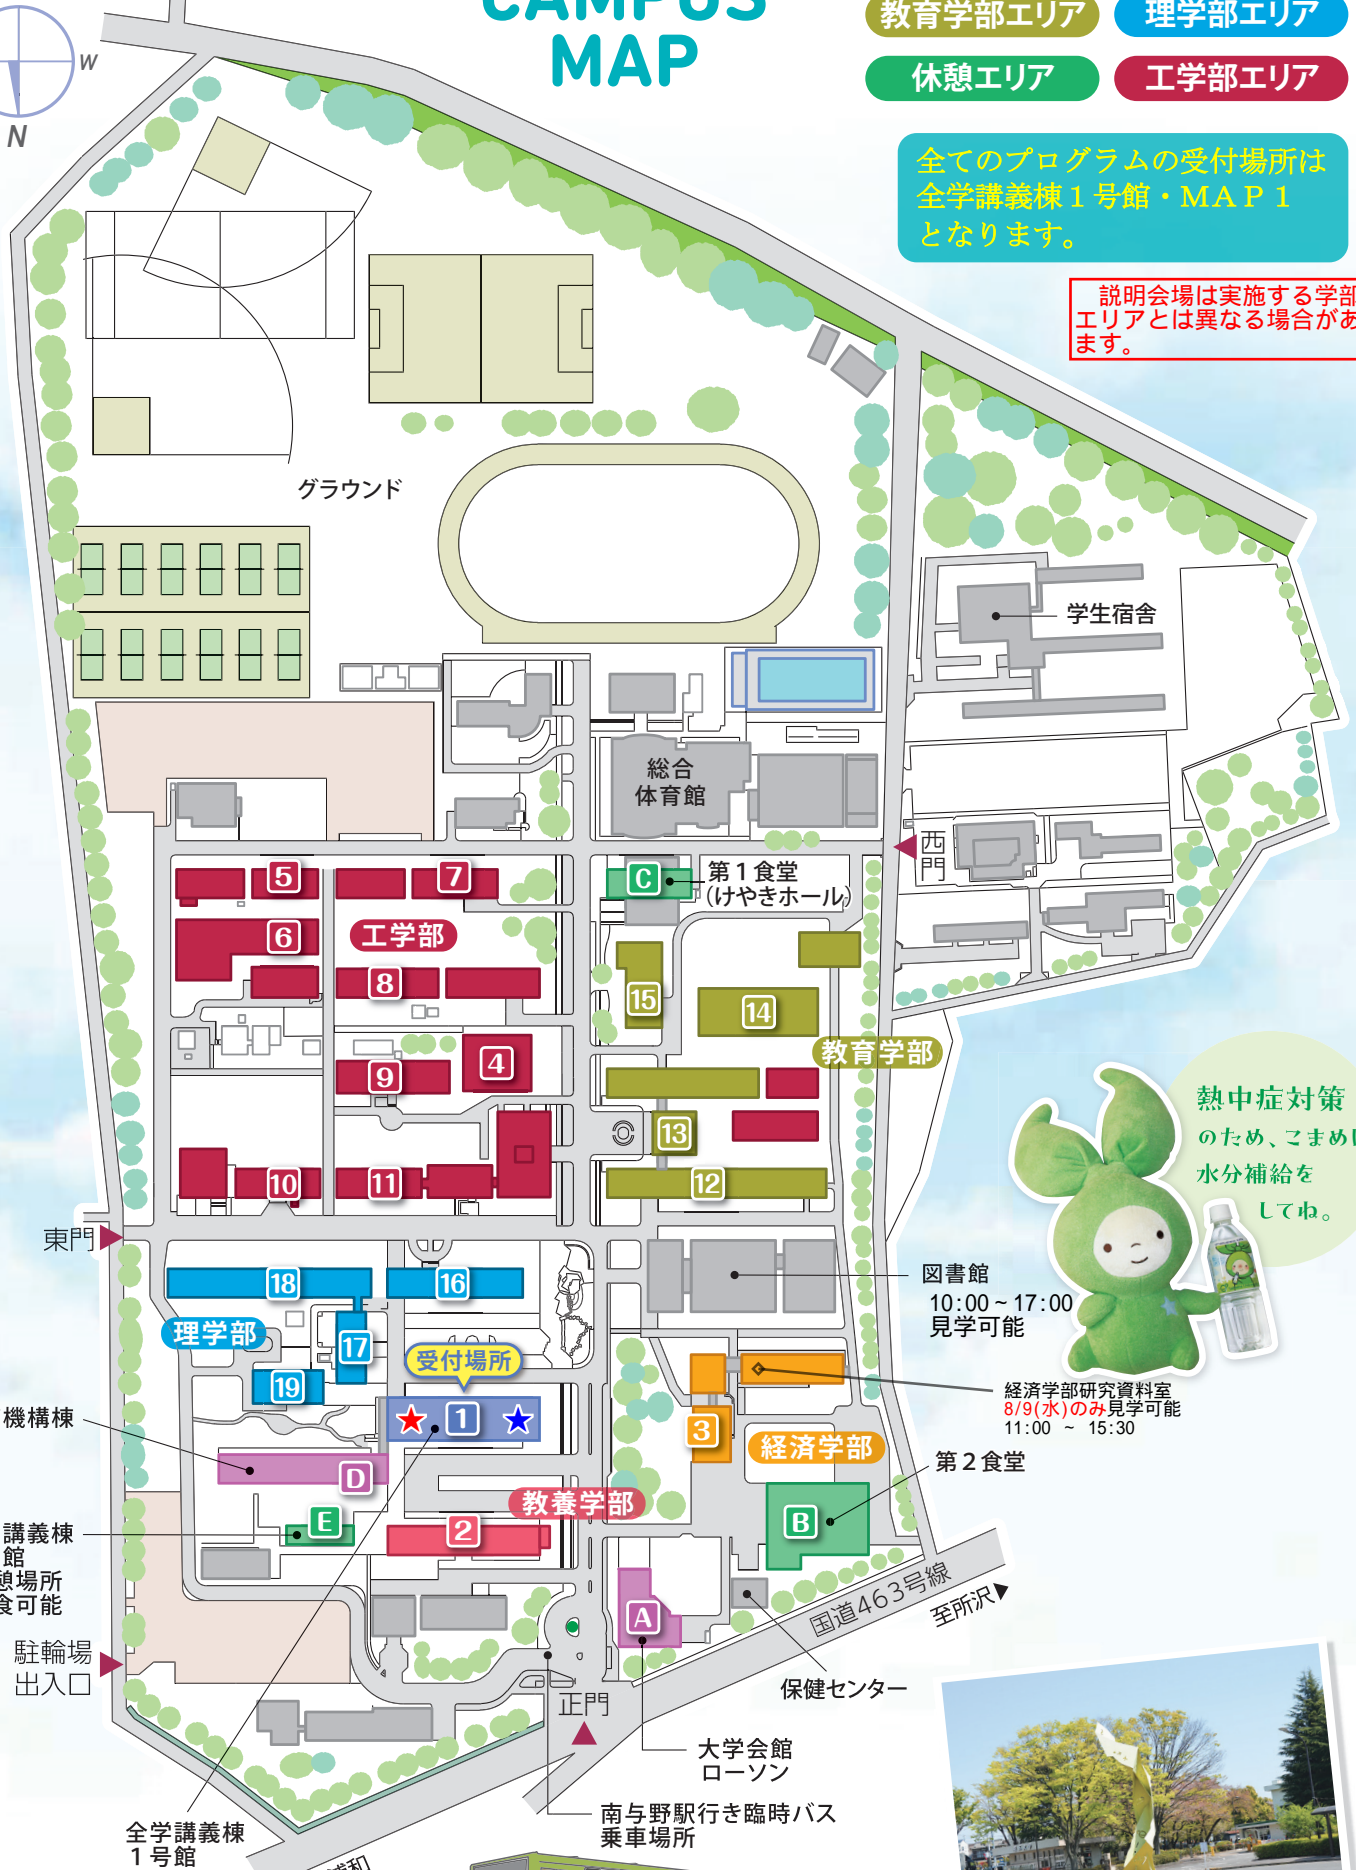 CAMPUS
MAP
教育学部エリア
理学部エリア
休憩エリア
工学部エリア
W
N
全てのプログラムの受付場所は
全学講義棟１号館・ＭＡＰ１
となります。
説明会場は実施する学部
エリアとは異なる場合があ
ます。
グラウンド
学生宿舎
総合
体育館
西門
C
第１食堂
(けやきホール)
5
7
6
工学部
8
15
14
教育学部
9
4
13
10
11
12
熱中症対策
のため、こまめに
水分補給を
してね。
東門
18
16
図書館
10:00~17:00
見学可能
理学部
17
受付場所
19
機構棟
★
1
★
3
経済学部
経済学部研究資料室
8/9(水)のみ見学可能
11:00 ~ 15:30
第２食堂
D
教養学部
講義棟
館
憩場所
食可能
E
2
B
A
国道463号線
至所沢
駐輪場
出入口
正門
保健センター
大学会館
ローソン
南与野駅行き臨時バス
乗車場所
全学講義棟
１号館
浦和